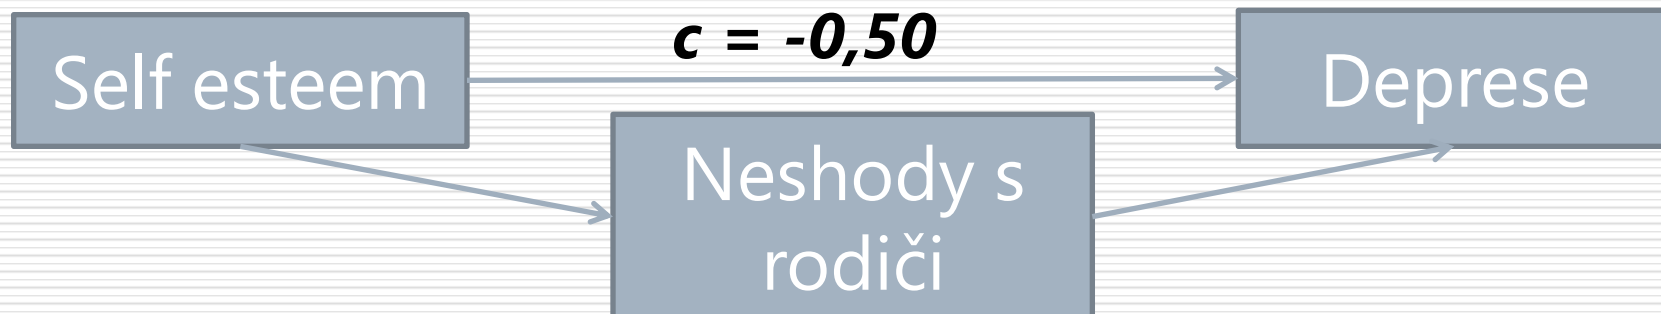 c = -0,50
Self esteem
Deprese
Neshody s
rodiči